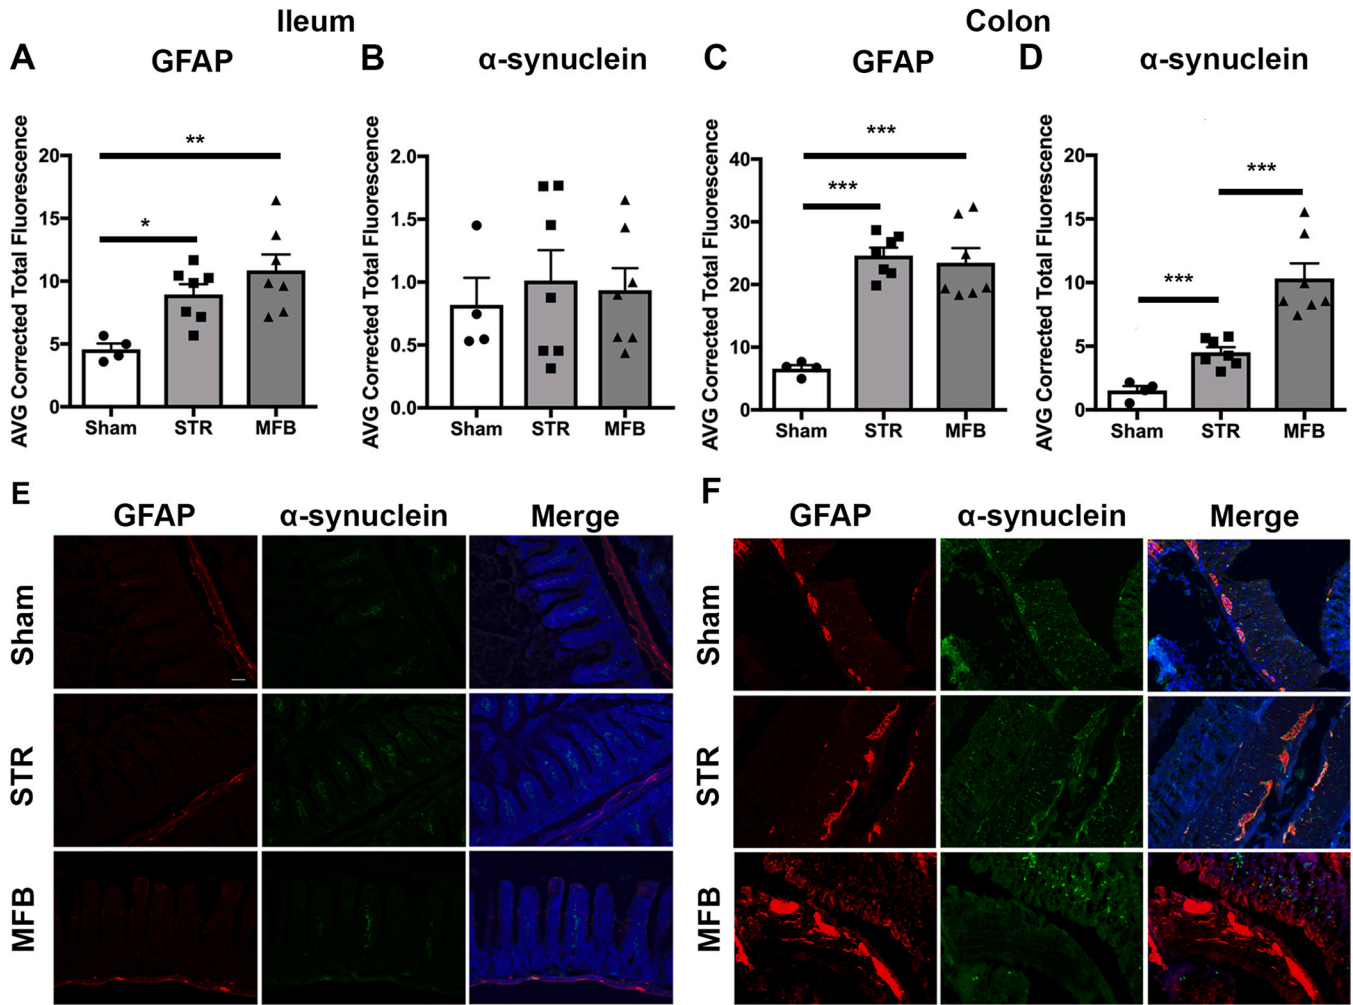 Ileum
Colon
A
GFAP
B
α-synuclein
C
GFAP
D
α-synuclein
AVG Corrected Total Fluorescence
20
15
10
5
0
**
*
Sham STR MFB
AVG Corrected Total Fluorescence
2.0
1.5
1.0
0.5
0.0
Sham STR MFB
AVG Corrected Total Fluorescence
40
30
20
10
0
***
***
Sham STR MFB
AVG Corrected Total Fluorescence
20
15
10
5
0
***
***
Sham STR MFB
E
GFAP α-synuclein Merge
Sham
STR
MFB
F
GFAP α-synuclein Merge
Sham
STR
MFB